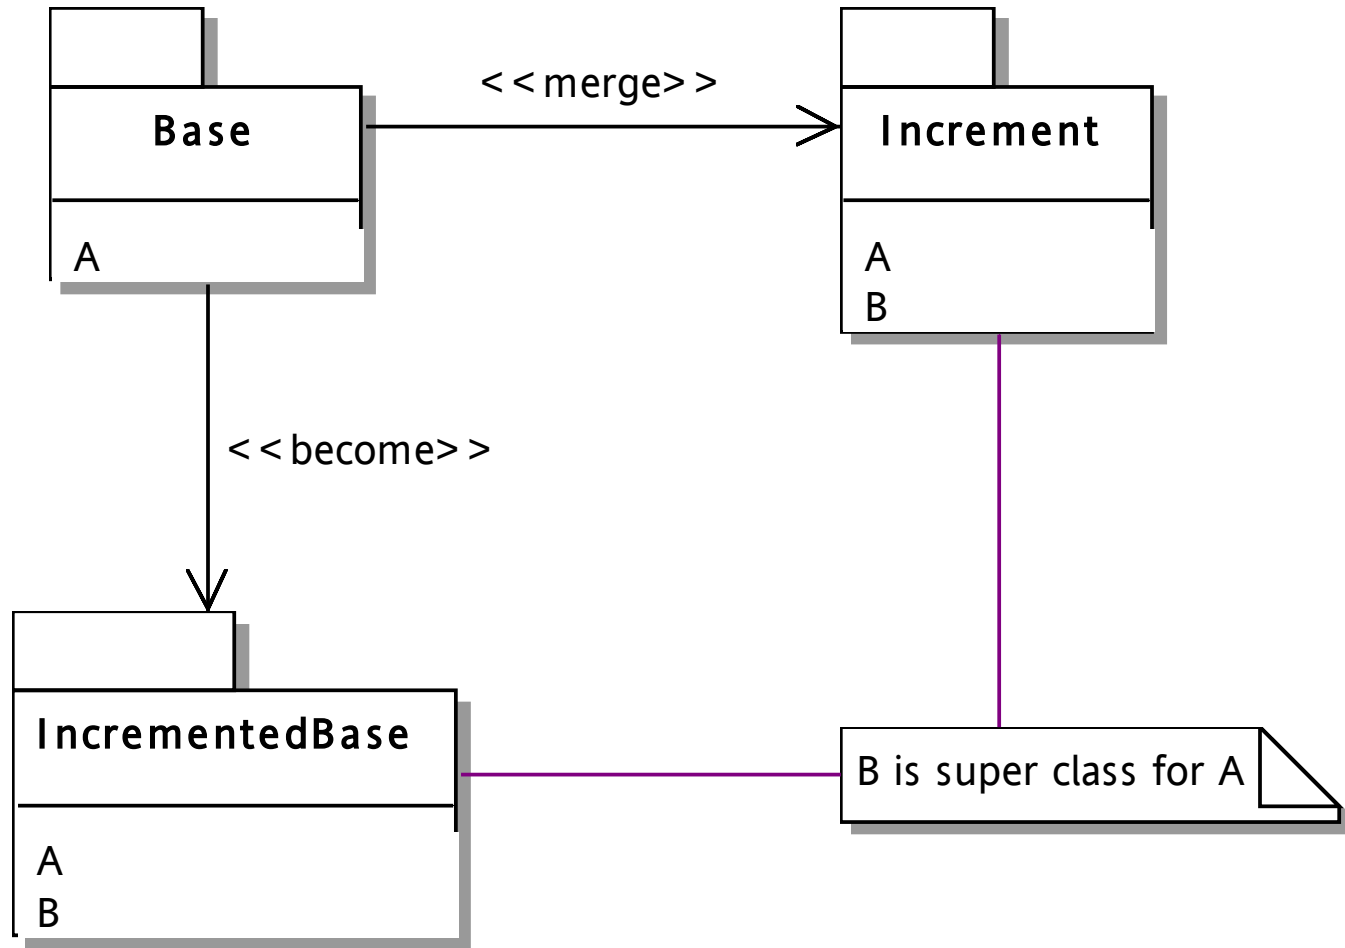 <<merge>>
Base
Increment
A
A
B
<<become>>
IncrementedBase
B is super class for A
A
B